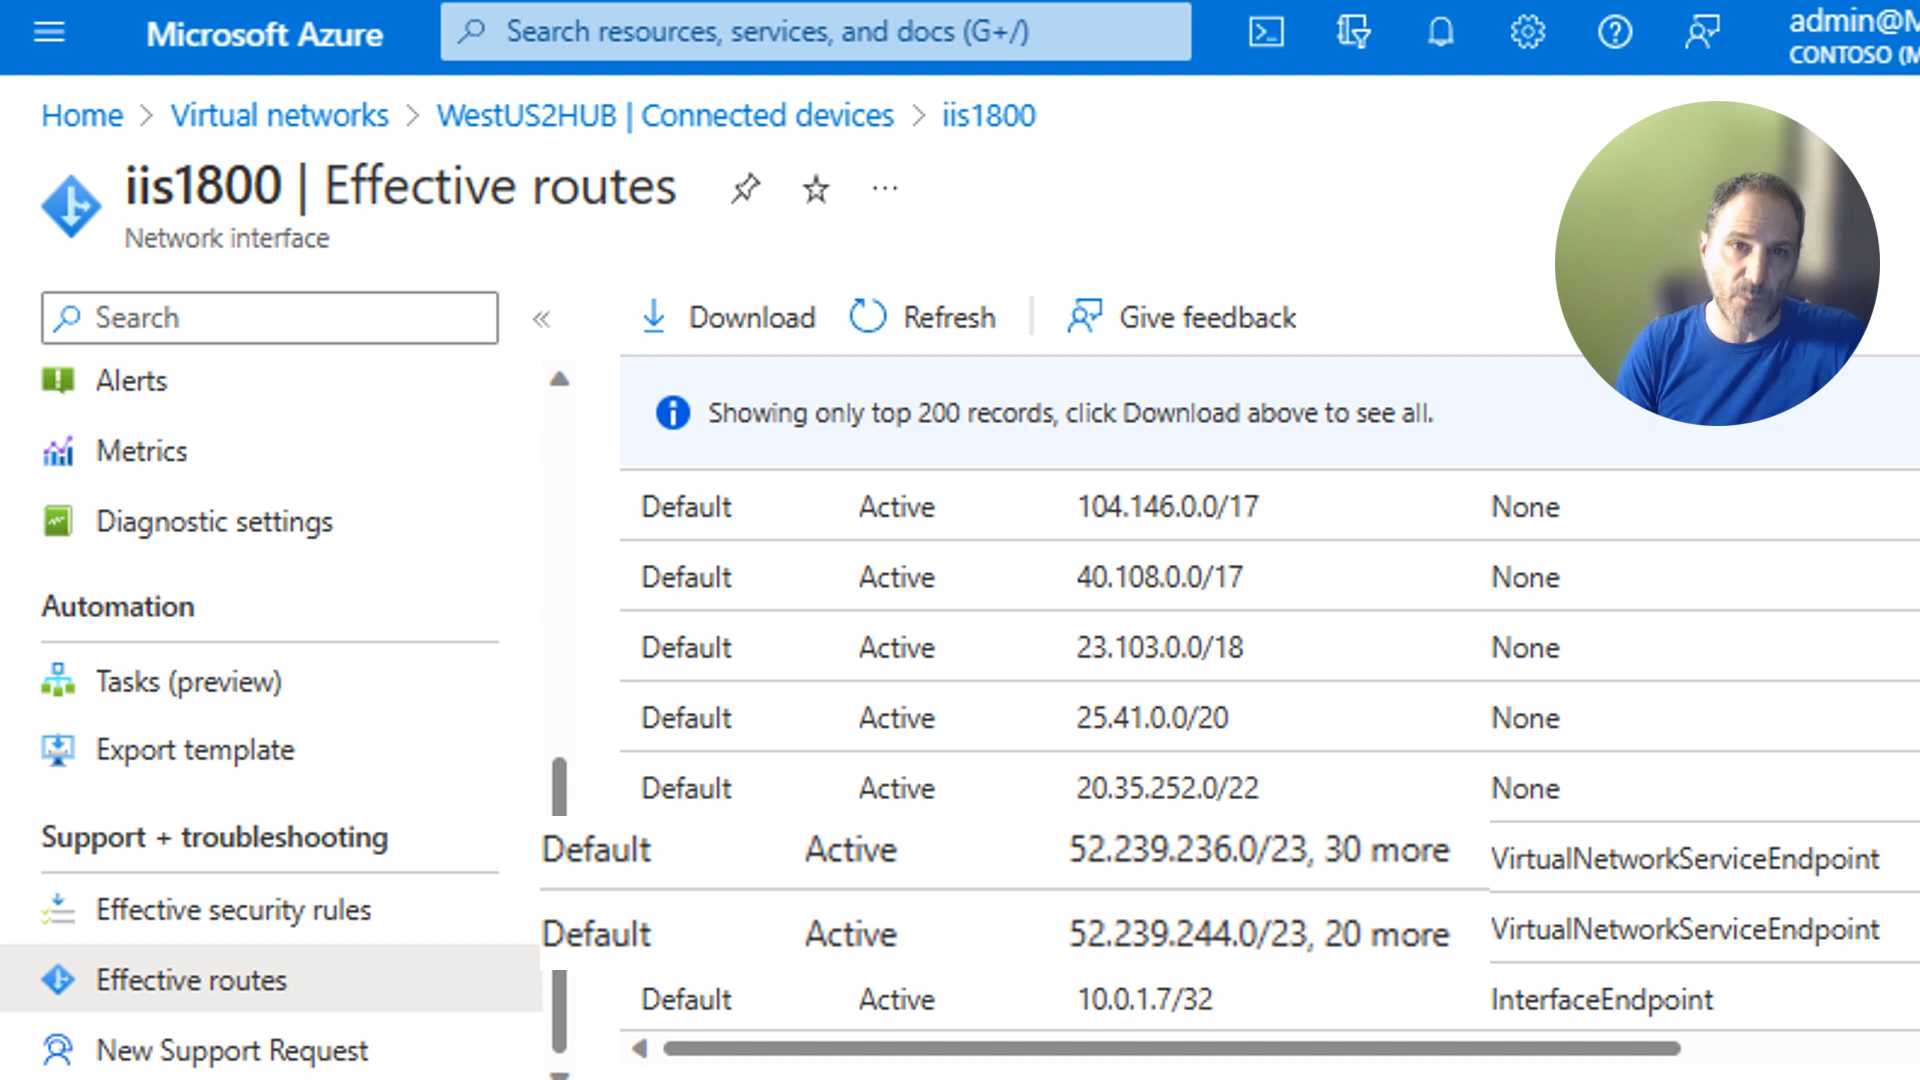 Microsoft Azure
Search resources, services, and docs (G+/)
admin@M
CONTOSO (M
Home > Virtual networks > WestUS2HUB | Connected devices > iis1800
iis1800 | Effective routes
Network interface
Search
Download
Refresh
Give feedback
Showing only top 200 records, click Download above to see all.
Alerts
Metrics
Diagnostic settings
Automation
Tasks (preview)
Export template
Support + troubleshooting
Effective security rules
Effective routes
New Support Request
Default Active 104.146.0.0/17 None
Default Active 40.108.0.0/17 None
Default Active 23.103.0.0/18 None
Default Active 25.41.0.0/20 None
Default Active 20.35.252.0/22 None
Default Active 52.239.236.0/23, 30 more VirtualNetworkServiceEndpoint
Default Active 52.239.244.0/23, 20 more VirtualNetworkServiceEndpoint
Default Active 10.0.1.7/32 InterfaceEndpoint